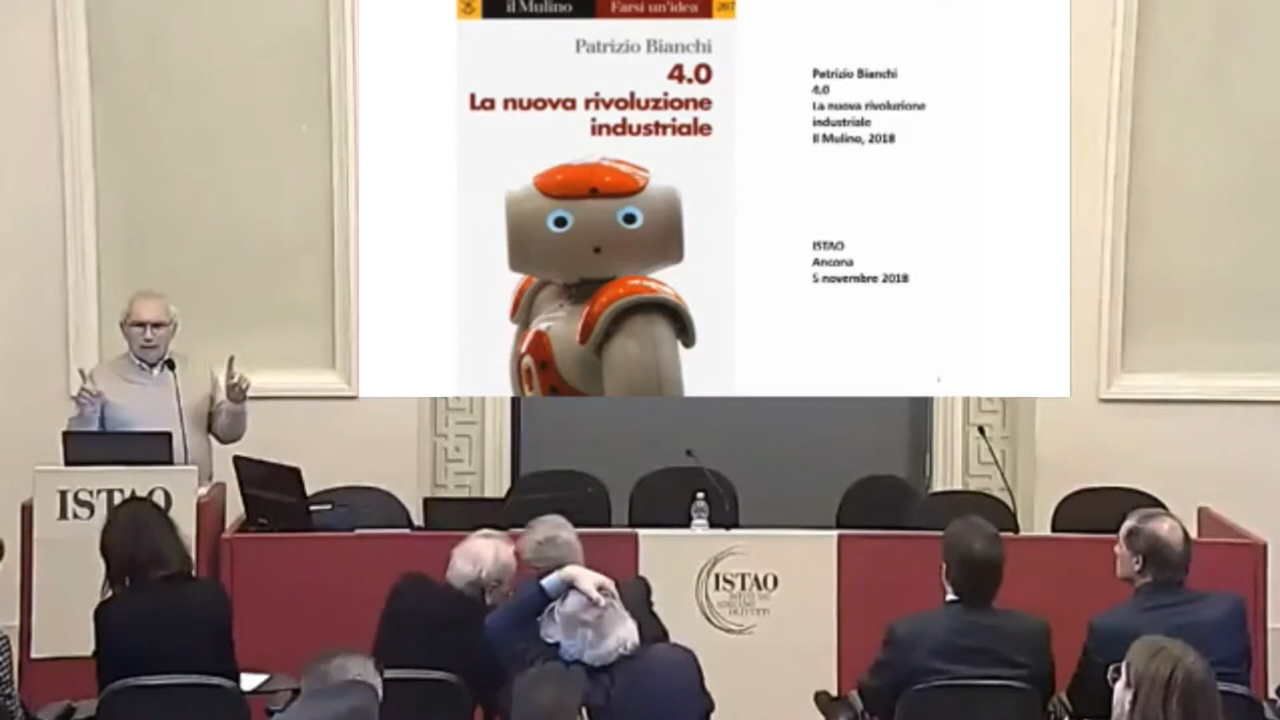 il Mulino
Farsi un'idea
267
Patrizio Bianchi
4.0
La nuova rivoluzione
industriale
Patrizio Bianchi
4.0
La nuova rivoluzione
industriale
Il Mulino, 2018
ISTAO
Ancona
5 novembre 2018
ISTAO
ISTAO